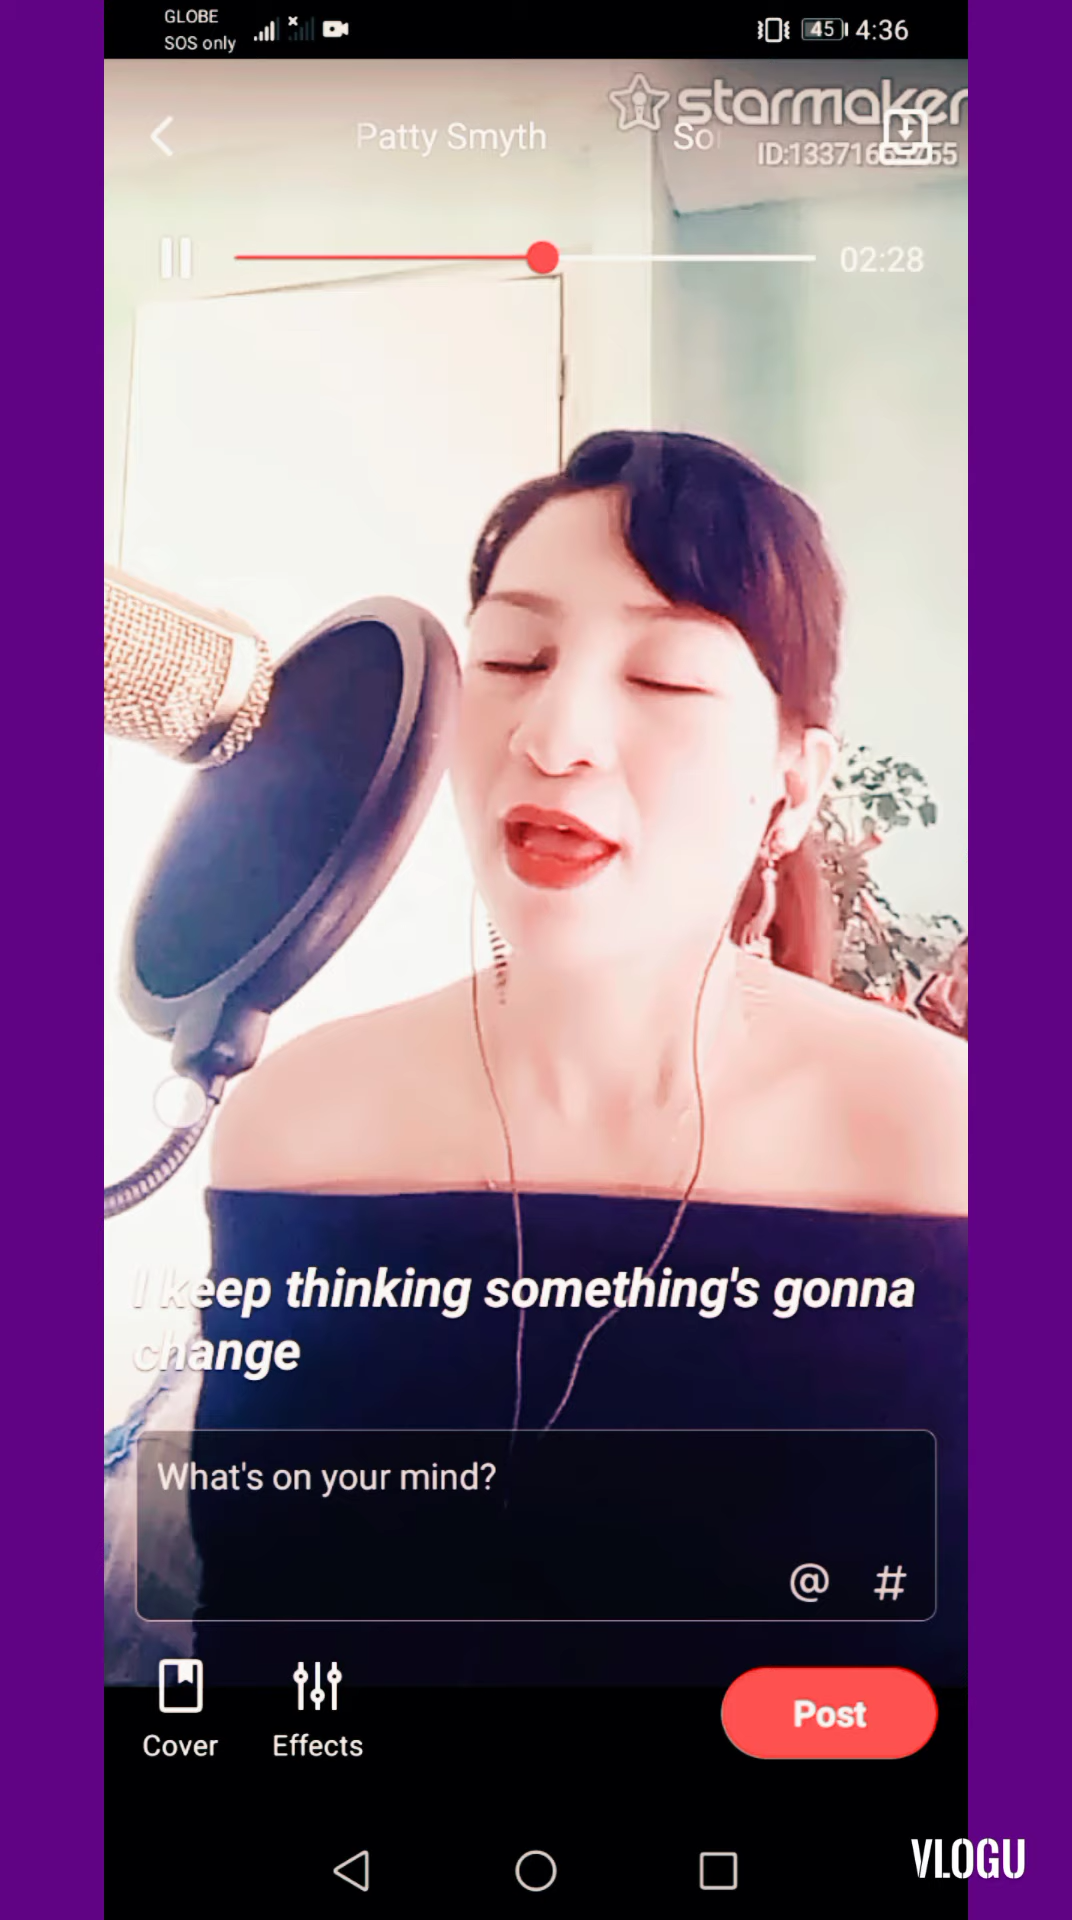 GLOBE
SOS only
45
4:36
starmaker
Patty Smyth
So
02:28
I keep thinking something's gonna
change
What's on your mind?
@ #
Cover
Effects
Post
VLOGU